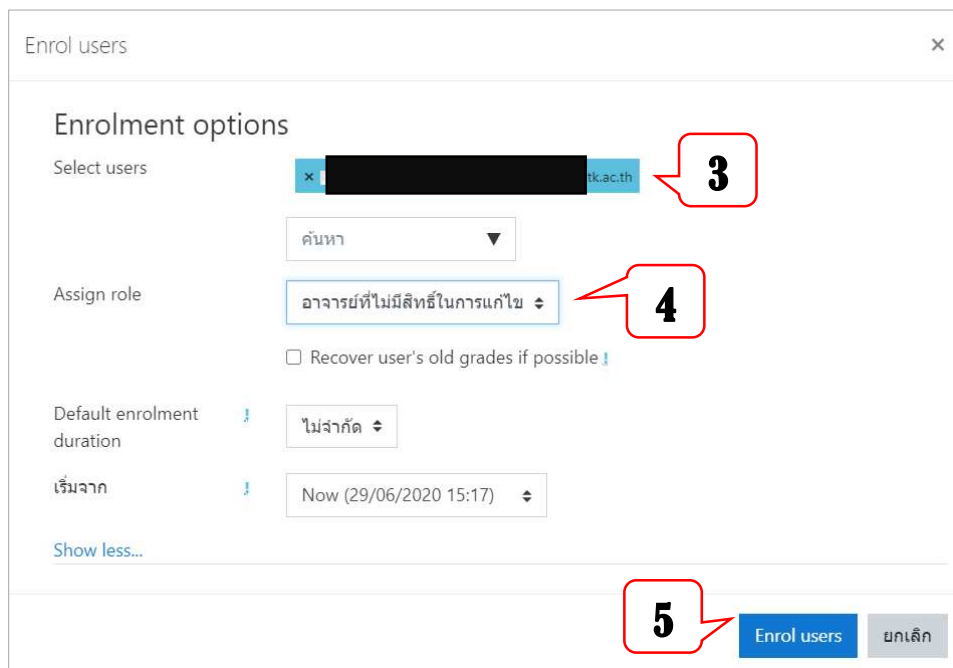 Enrol users ×
Enrolment options
Select users
× tk.ac.th
3
ค้นหา ▼
Assign role
อาจารย์ที่ไม่มีสิทธิ์ในการแก้ไข
4
Recover user's old grades if possible
Default enrolment
duration
ไม่จำกัด
เริ่มจาก
Now (29/06/2020 15:17)
Show less...
5
Enrol users
ยกเลิก